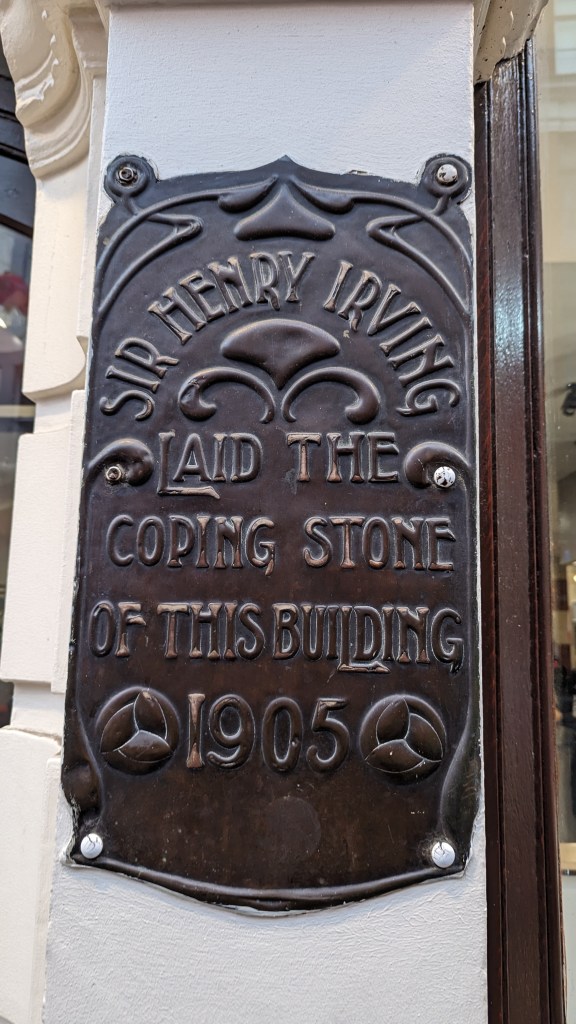 SIR HENRY IRVING
LAID THE
COPING STONE
OF THIS BUILDING
1905